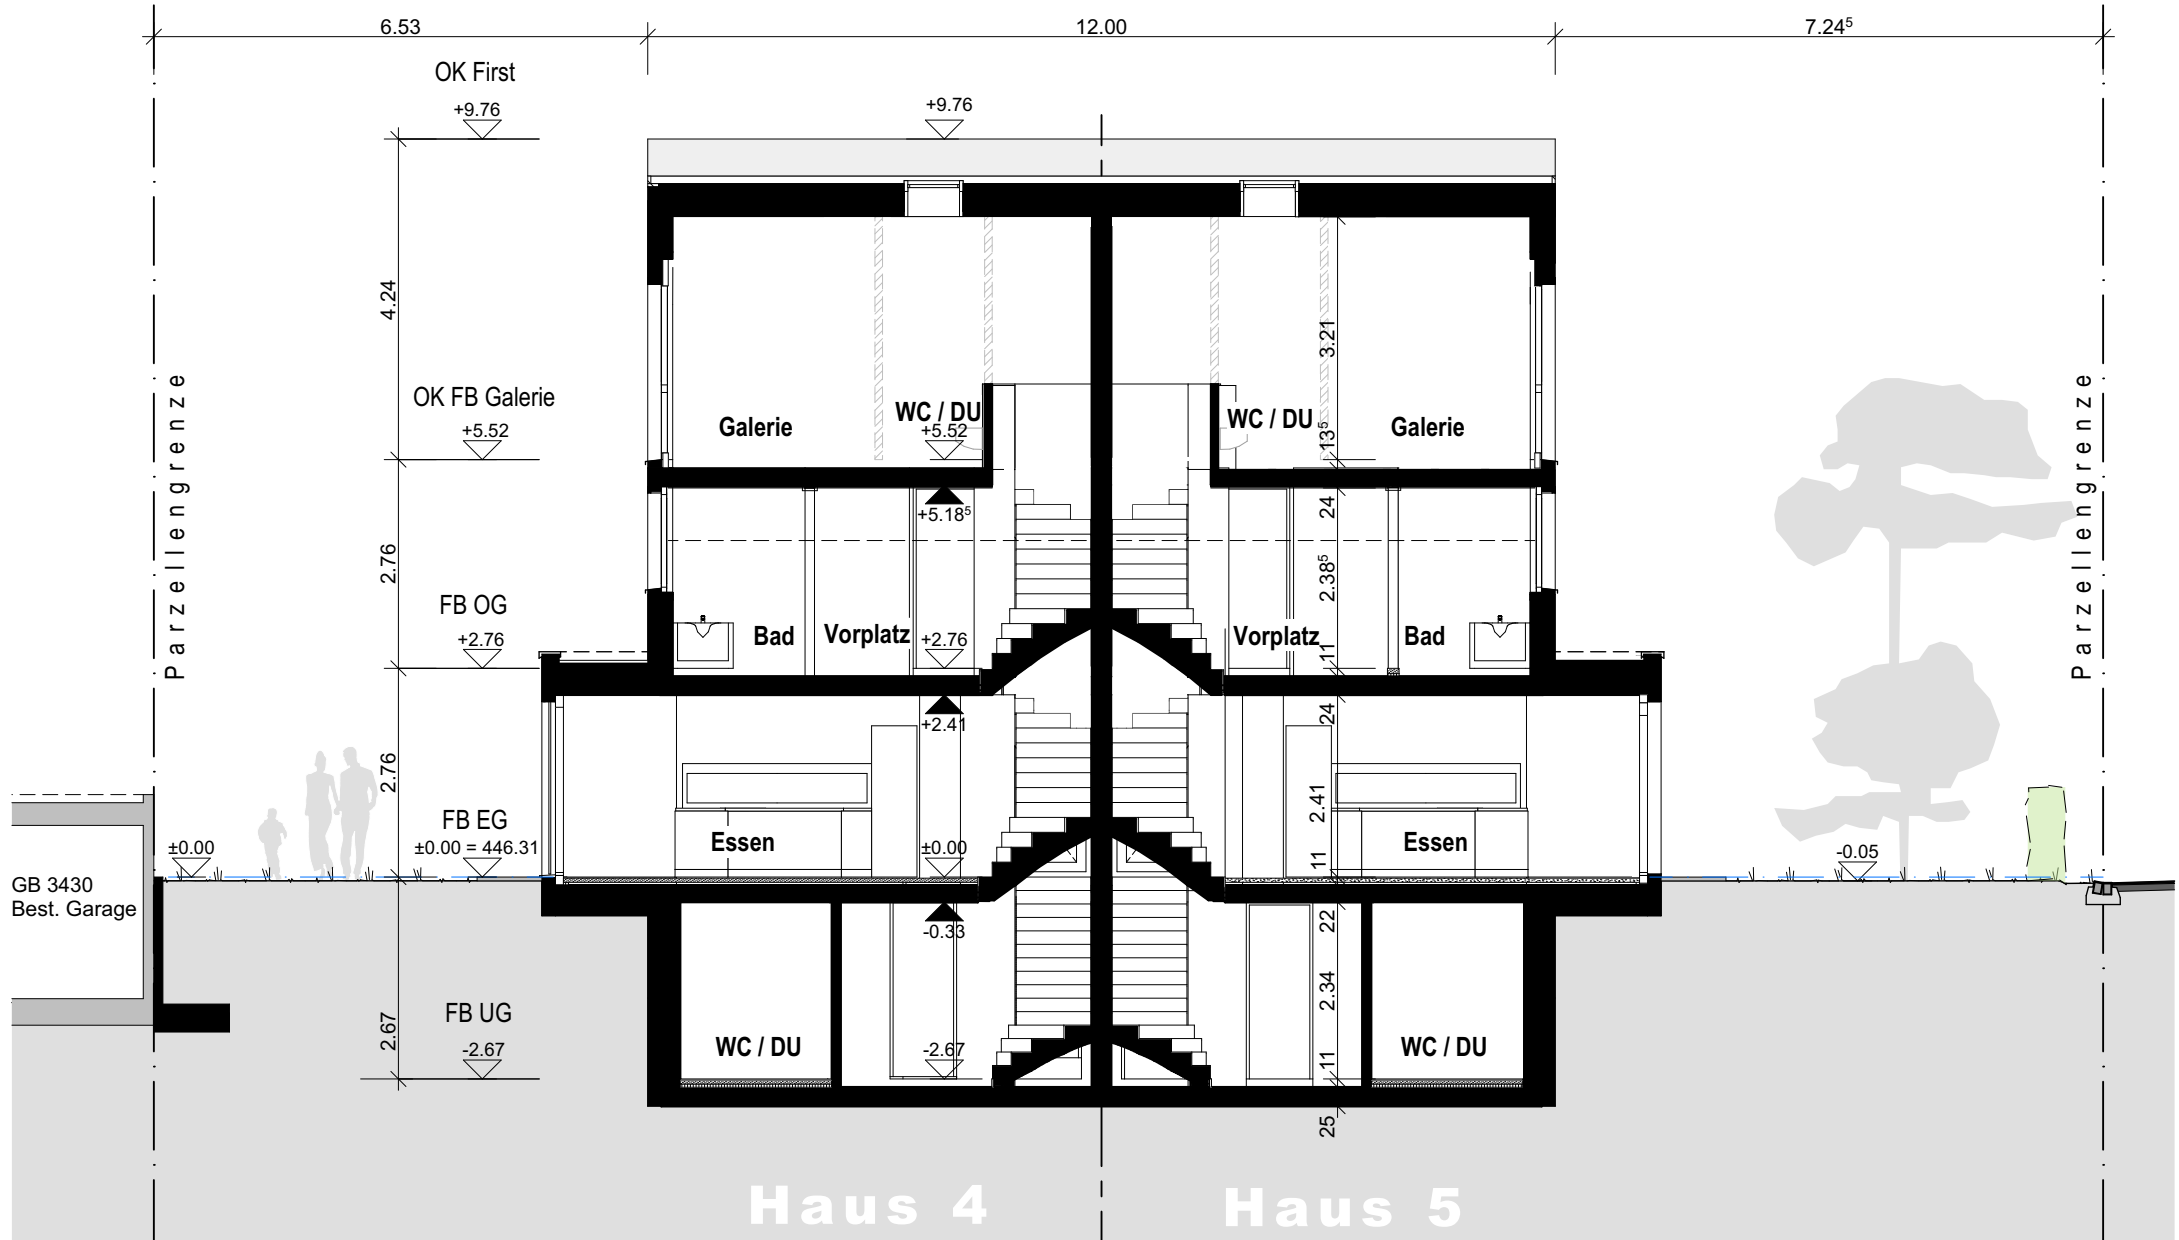 6.53
12.00
7.24⁵
OK First
+9.76
+9.76
4.24
3.21
Parzellengrenze
Parzellengrenze
OK FB Galerie
+5.52
Galerie
WC / DU
+5.52
WC / DU
13⁵
Galerie
+5.18⁵
24
2.76
2.38⁵
FB OG
+2.76
Bad
Vorplatz
+2.76
Vorplatz
11
Bad
+2.41
24
2.76
2.41
FB EG
±0.00 = 446.31
±0.00
Essen
±0.00
11
Essen
-0.05
GB 3430
Best. Garage
-0.33
22
2.34
2.67
FB UG
-2.67
WC / DU
-2.67
11
WC / DU
25
Haus 4
Haus 5